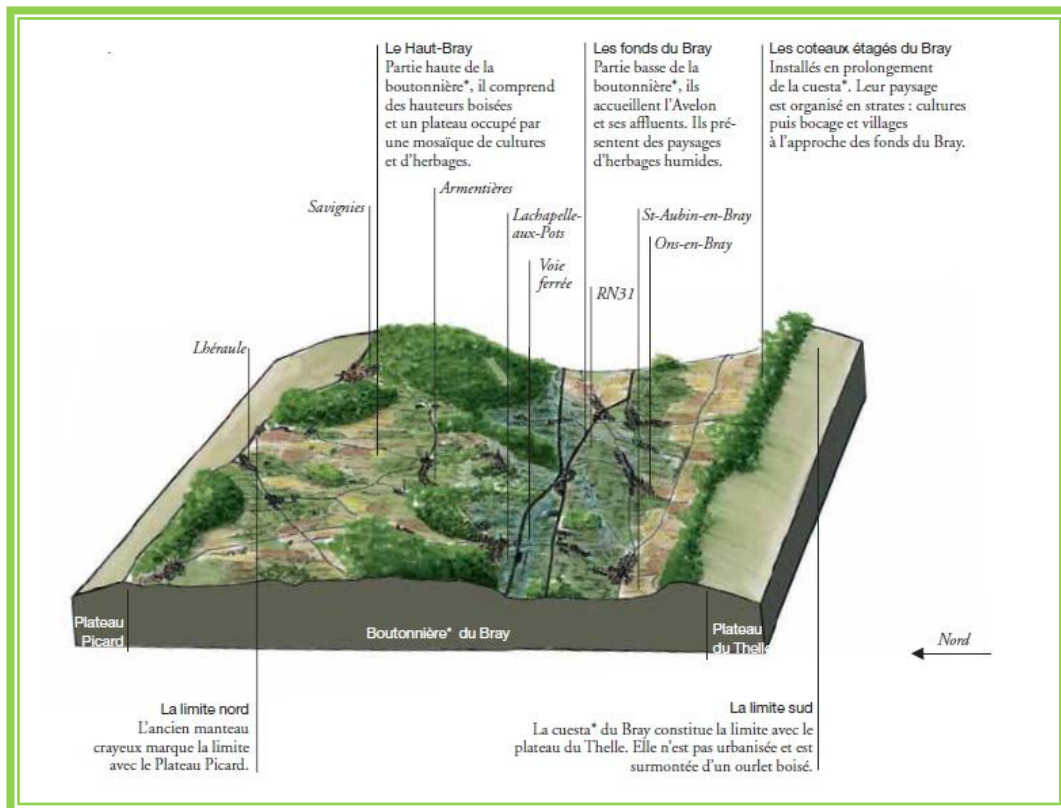 Le Haut-Bray
Partie haute de la
boutonnière*, il comprend
des hauteurs boisées
et un plateau occupé par
une mosaïque de cultures
et d'herbages.
Les fonds du Bray
Partie basse de la
boutonnière*, ils
accueillent l'Avelon
et ses affluents. Ils pré-
sentent des paysages
d'herbages humides.
Les coteaux étagés du Bray
Installés en prolongement
de la cuesta*. Leur paysage
est organisé en strates : cultures
puis bocage et villages
à l'approche des fonds du Bray.
Savignies
Armentières
Lachapelle-
aux-Pots
St-Aubin-en-Bray
Ons-en-Bray
Voie
ferrée
RN31
Lhéraule
Plateau
Picard
Boutonnière* du Bray
Plateau
du Thelle
Nord
La limite nord
L'ancien manteau
crayeux marque la limite
avec le Plateau Picard.
La limite sud
La cuesta* du Bray constitue la limite avec le
plateau du Thelle. Elle n'est pas urbanisée et est
surmontée d'un ourlet boisé.